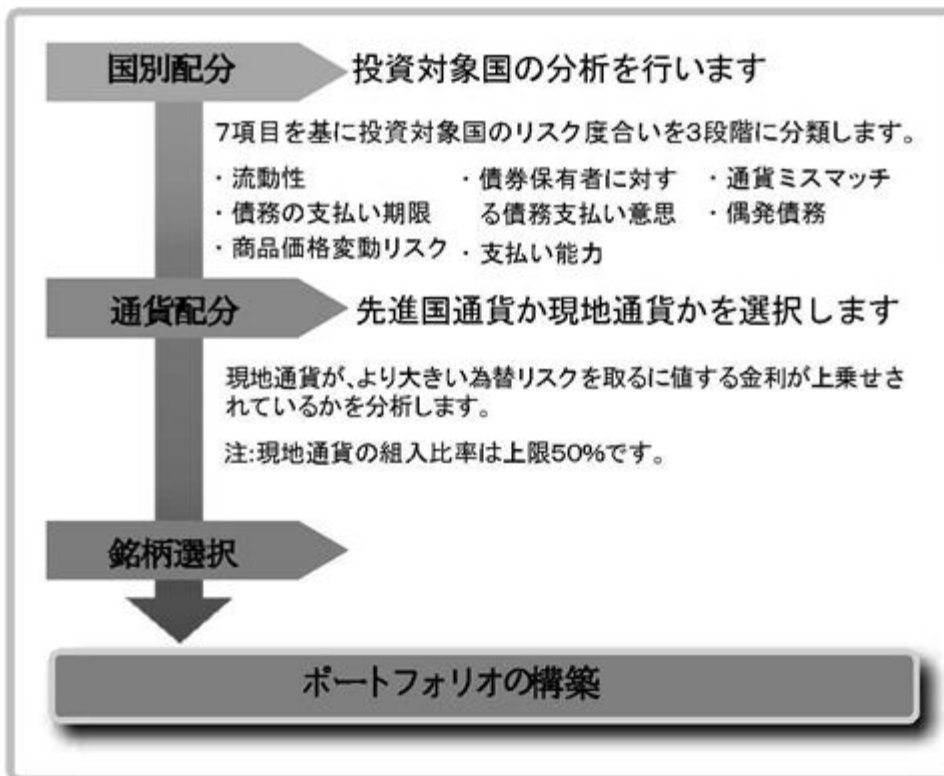 国別配分
投資対象国の分析を行います
7項目を基に投資対象国のリスク度合いを3段階に分類します。
・流動性
・債務の支払い期限
・商品価格変動リスク
・債券保有者に対す
る債務支払い意思
・支払い能力
・通貨ミスマッチ
・偶発債務
通貨配分
先進国通貨か現地通貨かを選択します
現地通貨が、より大きい為替リスクを取るに値する金利が上乗せさ
れているかを分析します。
注:現地通貨の組入比率は上限50%です。
銘柄選択
ポートフォリオの構築